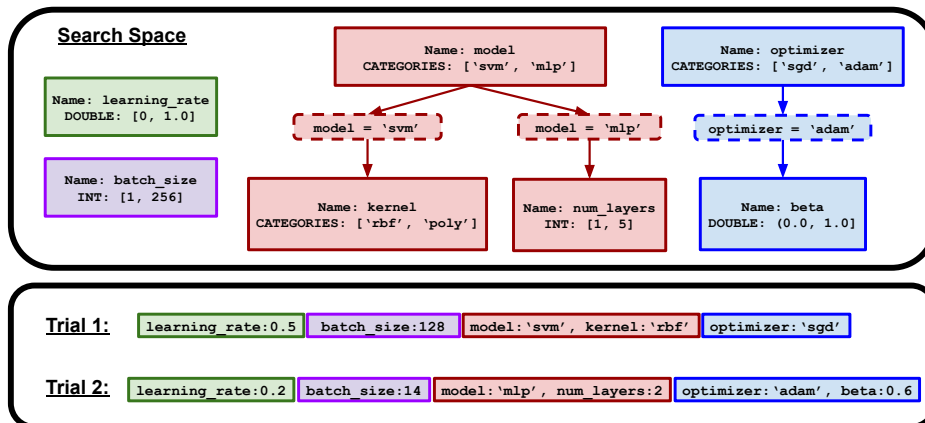 Search Space
Name: model
CATEGORIES: [‘svm’, ‘mlp’]
Name: optimizer
CATEGORIES: [‘sgd’, ‘adam’]
Name: learning_rate
DOUBLE: [0, 1.0]
model = ‘svm’
model = ‘mlp’
optimizer = ‘adam’
Name: batch_size
INT: [1, 256]
Name: kernel
CATEGORIES: [‘rbf’, ‘poly’]
Name: num_layers
INT: [1, 5]
Name: beta
DOUBLE: (0.0, 1.0]
Trial 1: learning_rate:0.5 batch_size:128 model:‘svm’, kernel:‘rbf’ optimizer:‘sgd’
Trial 2: learning_rate:0.2 batch_size:14 model:‘mlp’, num_layers:2 optimizer:‘adam’, beta:0.6